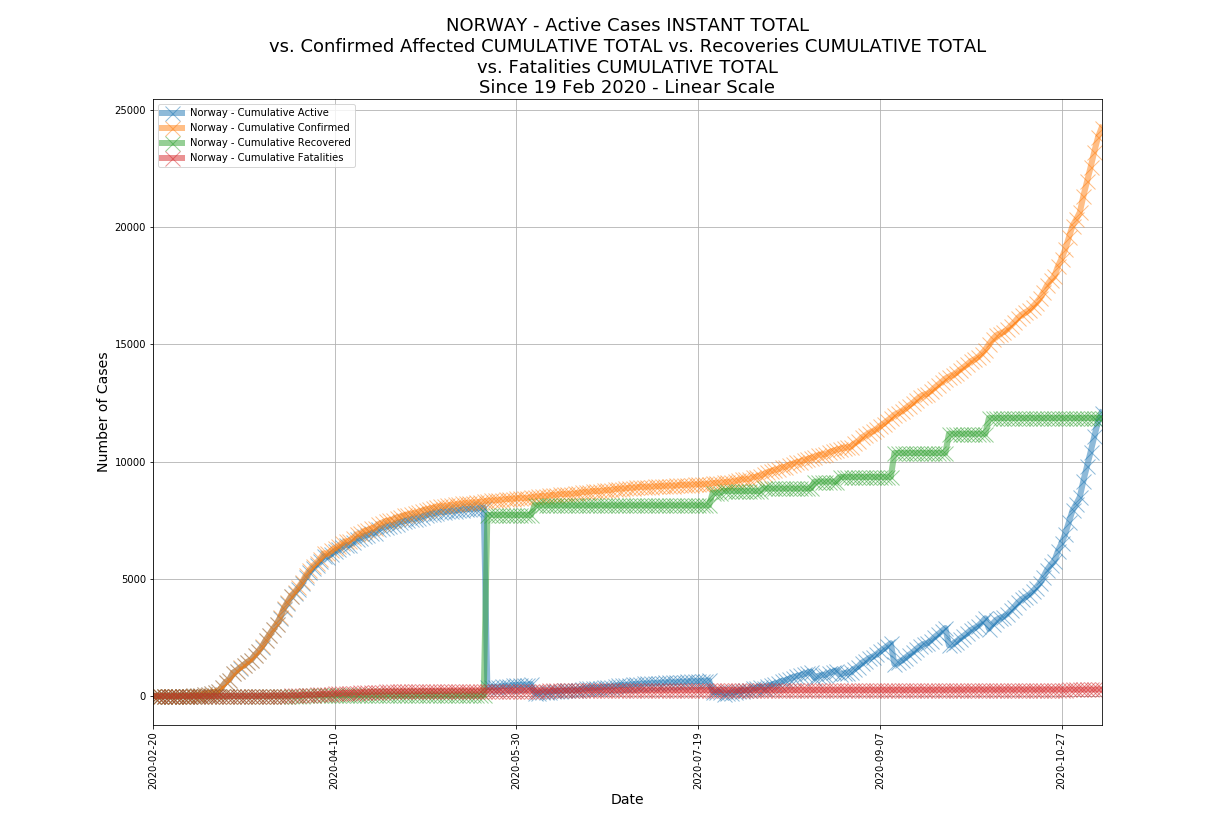 NORWAY - Active Cases INSTANT TOTAL
vs. Confirmed Affected CUMULATIVE TOTAL vs. Recoveries CUMULATIVE TOTAL
vs. Fatalities CUMULATIVE TOTAL
Since 19 Feb 2020 - Linear Scale
Norway - Cumulative Active
Norway - Cumulative Confirmed
Norway - Cumulative Recovered
Norway - Cumulative Fatalities
Number of Cases
25000
20000
15000
10000
5000
0
2020-02-20
2020-04-10
2020-05-30
2020-07-19
2020-09-07
2020-10-27
Date